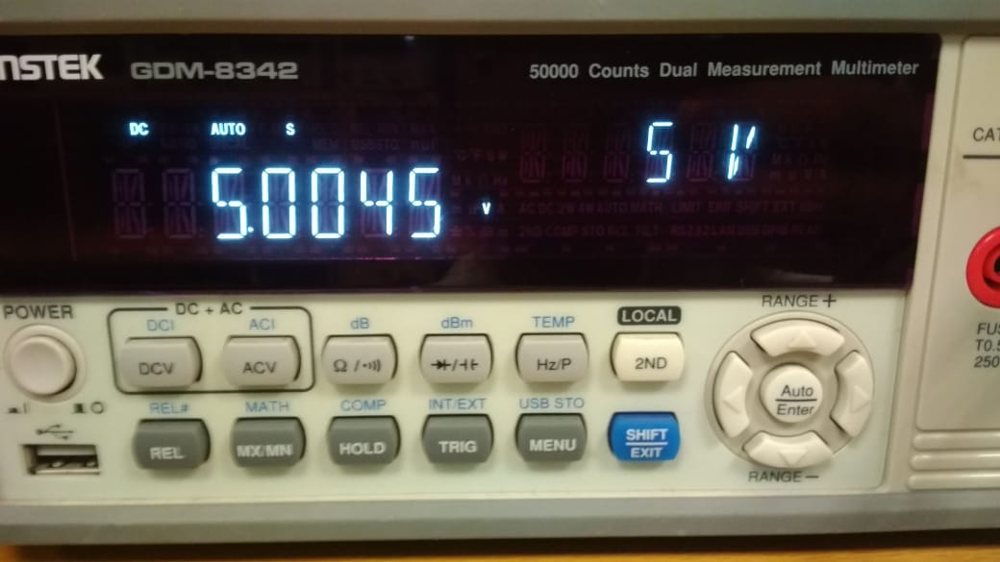 NSTEK GDM-8342 50000 Counts Dual Measurement Multimeter
DC AUTO S
5 V
5.0045 V
POWER
DC + AC
LOCAL
RANGE +
DCI ACI dB dBm TEMP
DCV ACV Ω /•))) Hz/P 2ND
REL# MATH COMP INT/EXT USB STO
REL MX/MN HOLD TRIG MENU SHIFT
EXIT
Auto
Enter
RANGE −
CAT
FUS
T0.5
250